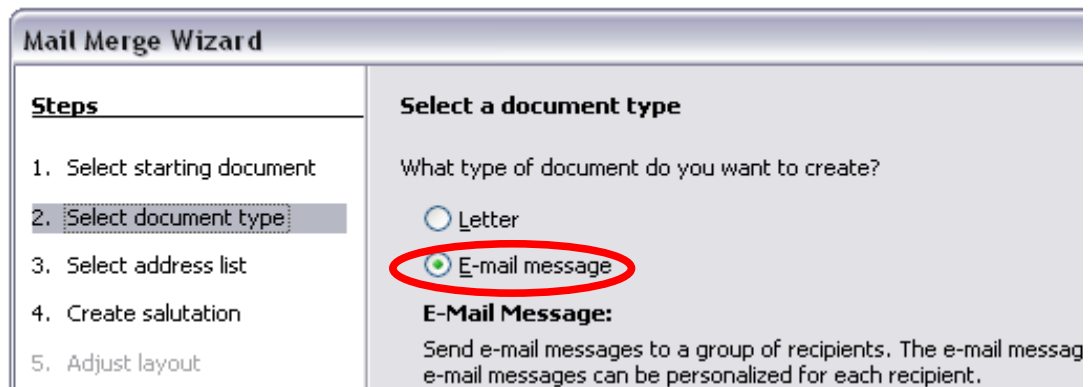 Mail Merge Wizard
Steps
1. Select starting document
2. Select document type
3. Select address list
4. Create salutation
5. Adjust layout
Select a document type
What type of document do you want to create?
Letter
E-mail message
E-Mail Message:
Send e-mail messages to a group of recipients. The e-mail messag
e-mail messages can be personalized for each recipient.